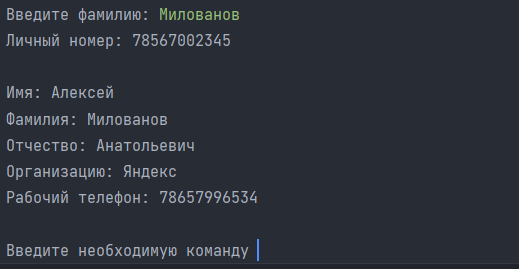 Введите фамилию: Милованов
Личный номер: 78567002345
Имя: Алексей
Фамилия: Милованов
Отчество: Анатольевич
Организацию: Яндекс
Рабочий телефон: 78657996534
Введите необходимую команду